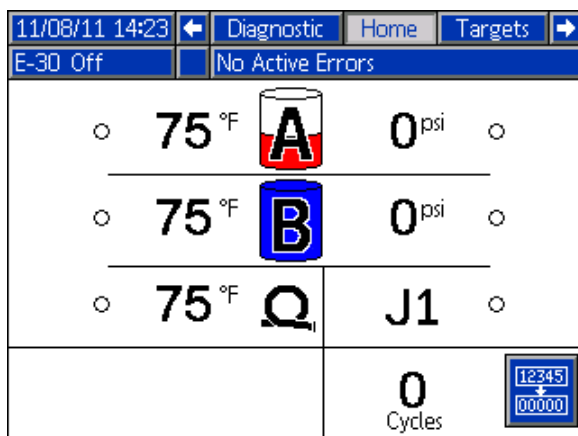 11/08/11 14:23 Diagnostic Home Targets
E-30 Off No Active Errors
75 °F A 0 psi
75 °F B 0 psi
75 °F J1
0
Cycles
12345
00000